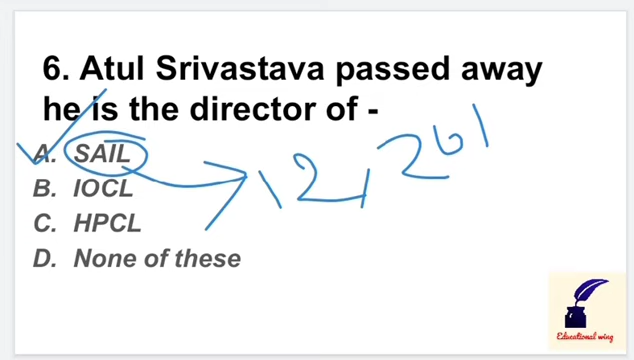 6. Atul Srivastava passed away
he is the director of -
A. SAIL
B. IOCL
C. HPCL
D. None of these
Educational wing